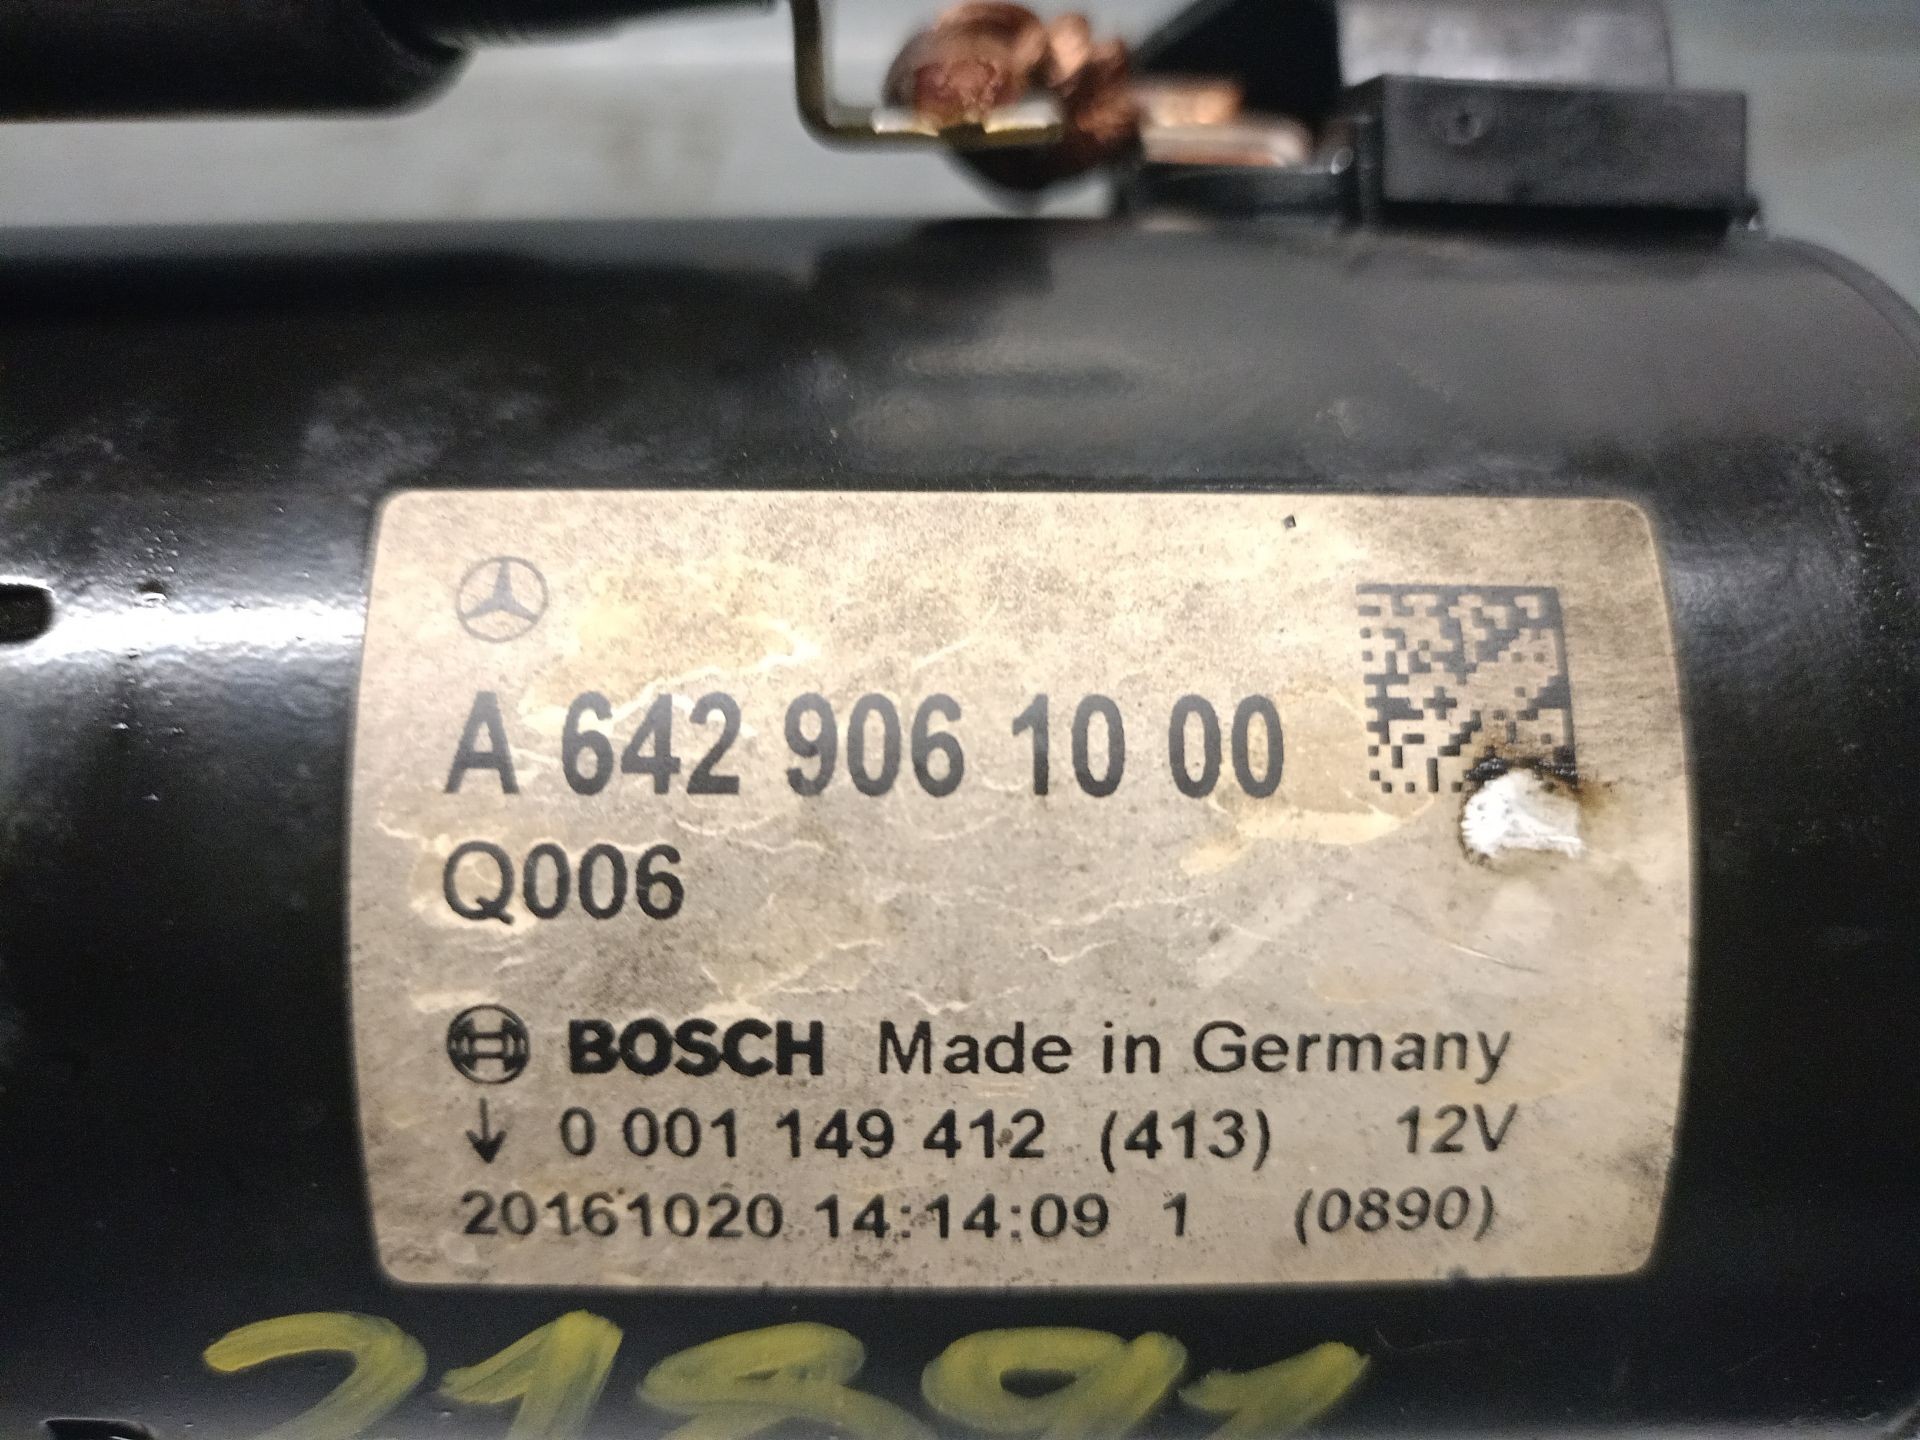 A 642 906 10 00
Q006
BOSCH Made in Germany
↓ 0 001 149 412 (413) 12V
20161020 14:14:09 1 (0890)
21891